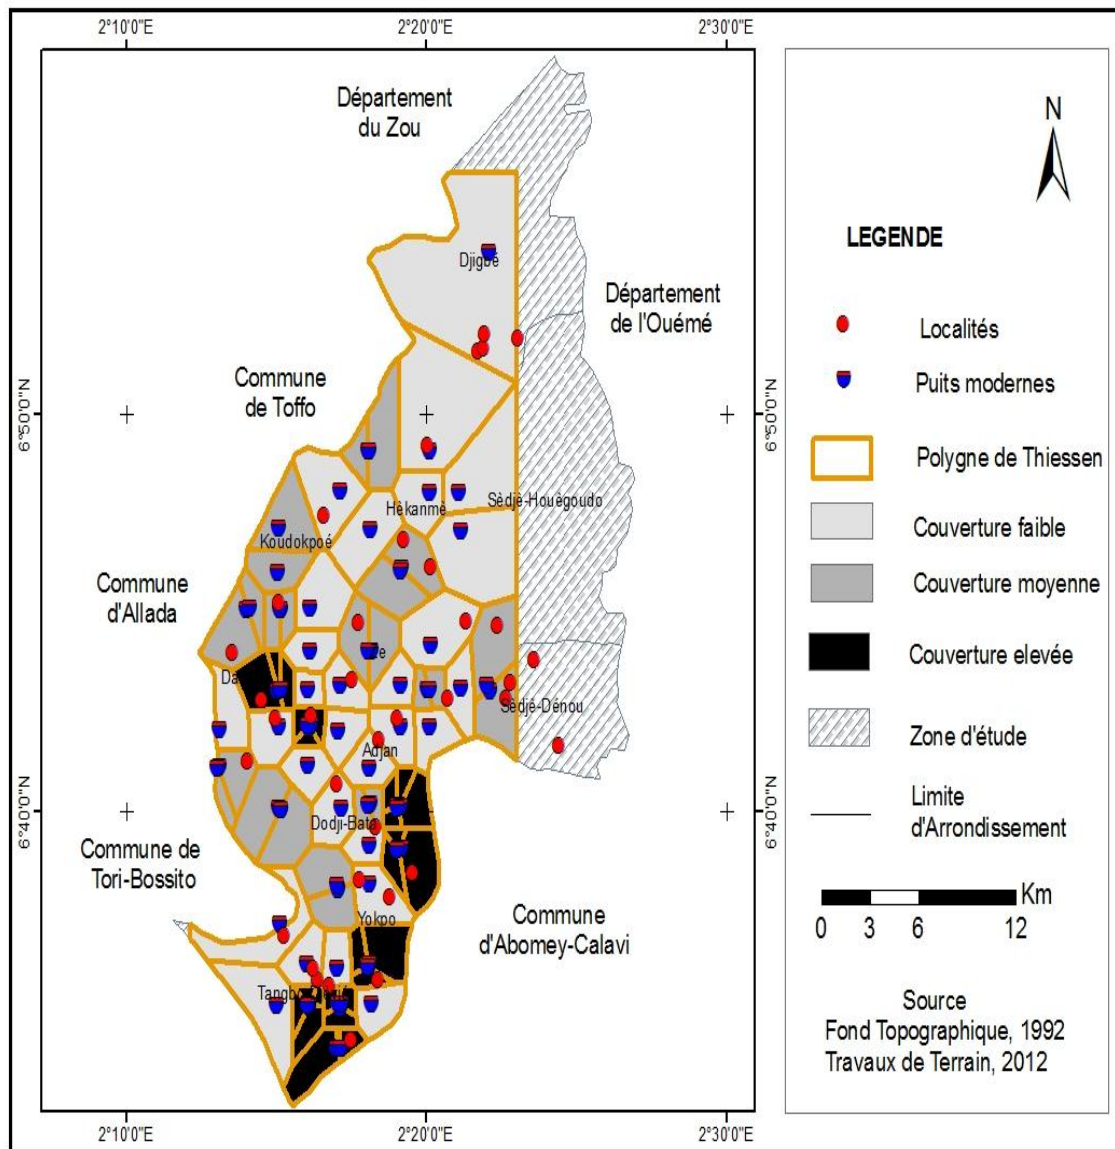 2°10'0"E
2°20'0"E
2°30'0"E
Département
du Zou
Djigbé
Département
de l'Ouémé
Commune
de Toffo
6°50'0"N
6°50'0"N
Hèkanmè
Sèdjè-Houègoudo
Koudokpoé
Commune
d'Allada
Sèdjè-Dénou
Adjan
6°40'0"N
6°40'0"N
Dodji-Bata
Commune de
Tori-Bossito
Yokpo
Commune
d'Abomey-Calavi
2°10'0"E
2°20'0"E
2°30'0"E
N
LEGENDE
Localités
Puits modernes
Polygne de Thiessen
Couverture faible
Couverture moyenne
Couverture elevée
Zone d'étude
Limite
d'Arrondissement
Km
0 3 6 12
Source
Fond Topographique, 1992
Travaux de Terrain, 2012